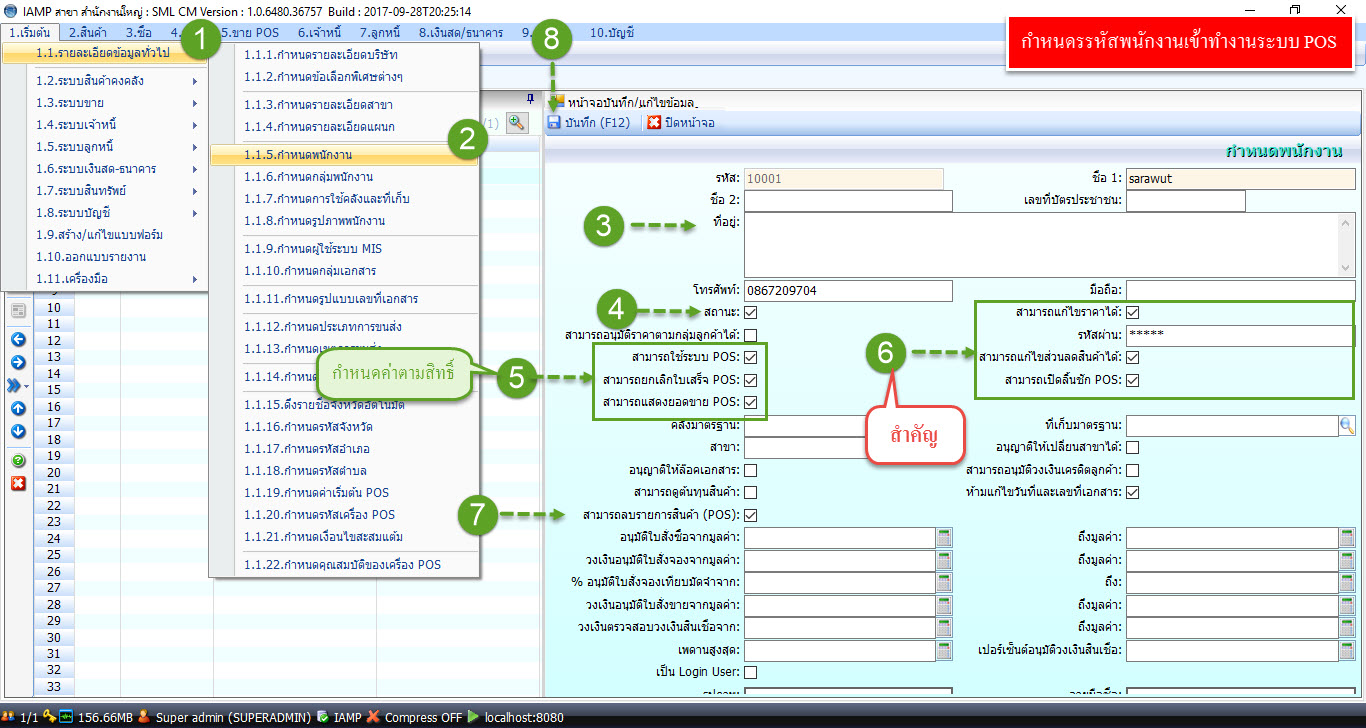 IAMP สาขา สำนักงานใหญ่ : SML CM Version : 1.0.6480.36757 Build : 2017-09-28T20:25:14
1.เริ่มต้น 2.สินค้า 3.ซื้อ 4. 5.ขาย POS 6.เจ้าหนี้ 7.ลูกหนี้ 8.เงินสด/ธนาคาร 9. 10.บัญชี
1
8
กำหนดรรหัสพนักงานเข้าทำงานระบบ POS
1.1.รายละเอียดข้อมูลทั่วไป
1.2.ระบบสินค้าคงคลัง
1.3.ระบบขาย
1.4.ระบบเจ้าหนี้
1.5.ระบบลูกหนี้
1.6.ระบบเงินสด-ธนาคาร
1.7.ระบบสินทรัพย์
1.8.ระบบบัญชี
1.9.สร้าง/แก้ไขแบบฟอร์ม
1.10.ออกแบบรายงาน
1.11.เครื่องมือ
1.1.1.กำหนดรายละเอียดบริษัท
1.1.2.กำหนดข้อเลือกพิเศษต่างๆ
1.1.3.กำหนดรายละเอียดสาขา
1.1.4.กำหนดรายละเอียดแผนก
1.1.5.กำหนดพนักงาน
1.1.6.กำหนดกลุ่มพนักงาน
1.1.7.กำหนดการใช้คลังและที่เก็บ
1.1.8.กำหนดรูปภาพพนักงาน
1.1.9.กำหนดผู้ใช้ระบบ MIS
1.1.10.กำหนดกลุ่มเอกสาร
1.1.11.กำหนดรูปแบบเลขที่เอกสาร
1.1.12.กำหนดประเภทการขนส่ง
1.1.13.กำหนดเขตการขนส่ง
1.1.14.กำหนด
1.1.15.ดึงรายชื่อจังหวัดอัตโนมัติ
1.1.16.กำหนดรหัสจังหวัด
1.1.17.กำหนดรหัสอำเภอ
1.1.18.กำหนดรหัสตำบล
1.1.19.กำหนดค่าเริ่มต้น POS
1.1.20.กำหนดรหัสเครื่อง POS
1.1.21.กำหนดเงื่อนไขสะสมแต้ม
1.1.22.กำหนดคุณสมบัติของเครื่อง POS
/1)
2
10
11
12
13
14
15
16
17
18
19
20
21
22
23
24
25
26
27
28
29
30
31
32
33
หน้าจอบันทึก/แก้ไขข้อมูล
บันทึก (F12) ปิดหน้าจอ
กำหนดพนักงาน
รหัส: 10001 ชื่อ 1: sarawut
ชื่อ 2: เลขที่บัตรประชาชน:
3
ที่อยู่:
โทรศัพท์: 0867209704 มือถือ:
4
สถานะ: สามารถแก้ไขราคาได้:
สามารถอนุมัติราคาตามกลุ่มลูกค้าได้: รหัสผ่าน: *****
สามารถใช้ระบบ POS: สามารถแก้ไขส่วนลดสินค้าได้:
6
กำหนดค่าตามสิทธิ์
5
สามารถยกเลิกใบเสร็จ POS: สามารถเปิดลิ้นชัก POS:
สามารถแสดงยอดขาย POS:
คลังมาตรฐาน: ที่เก็บมาตรฐาน:
สำคัญ
สาขา: อนุญาติให้เปลี่ยนสาขาได้:
อนุญาติให้ล๊อคเอกสาร: สามารถอนุมัติวงเงินเครดิตลูกค้า:
สามารถดูต้นทุนสินค้า: ห้ามแก้ไขวันที่และเลขที่เอกสาร:
7
สามารถลบรายการสินค้า (POS):
อนุมัติใบสั่งซื้อจากมูลค่า: ถึงมูลค่า:
วงเงินอนุมัติใบสั่งจองจากมูลค่า: ถึงมูลค่า:
% อนุมัติใบสั่งจองเทียบมัดจำจาก: ถึง:
วงเงินอนุมัติใบสั่งขายจากมูลค่า: ถึงมูลค่า:
วงเงินตรวจสอบวงเงินสินเชื่อจาก: ถึงมูลค่า:
เพดานสูงสุด: เปอร์เซ็นต์อนุมัติวงเงินสินเชื่อ:
เป็น Login User:
รูปภาพ: ลายมือชื่อ:
1/1 156.66MB Super admin (SUPERADMIN) IAMP Compress OFF localhost:8080